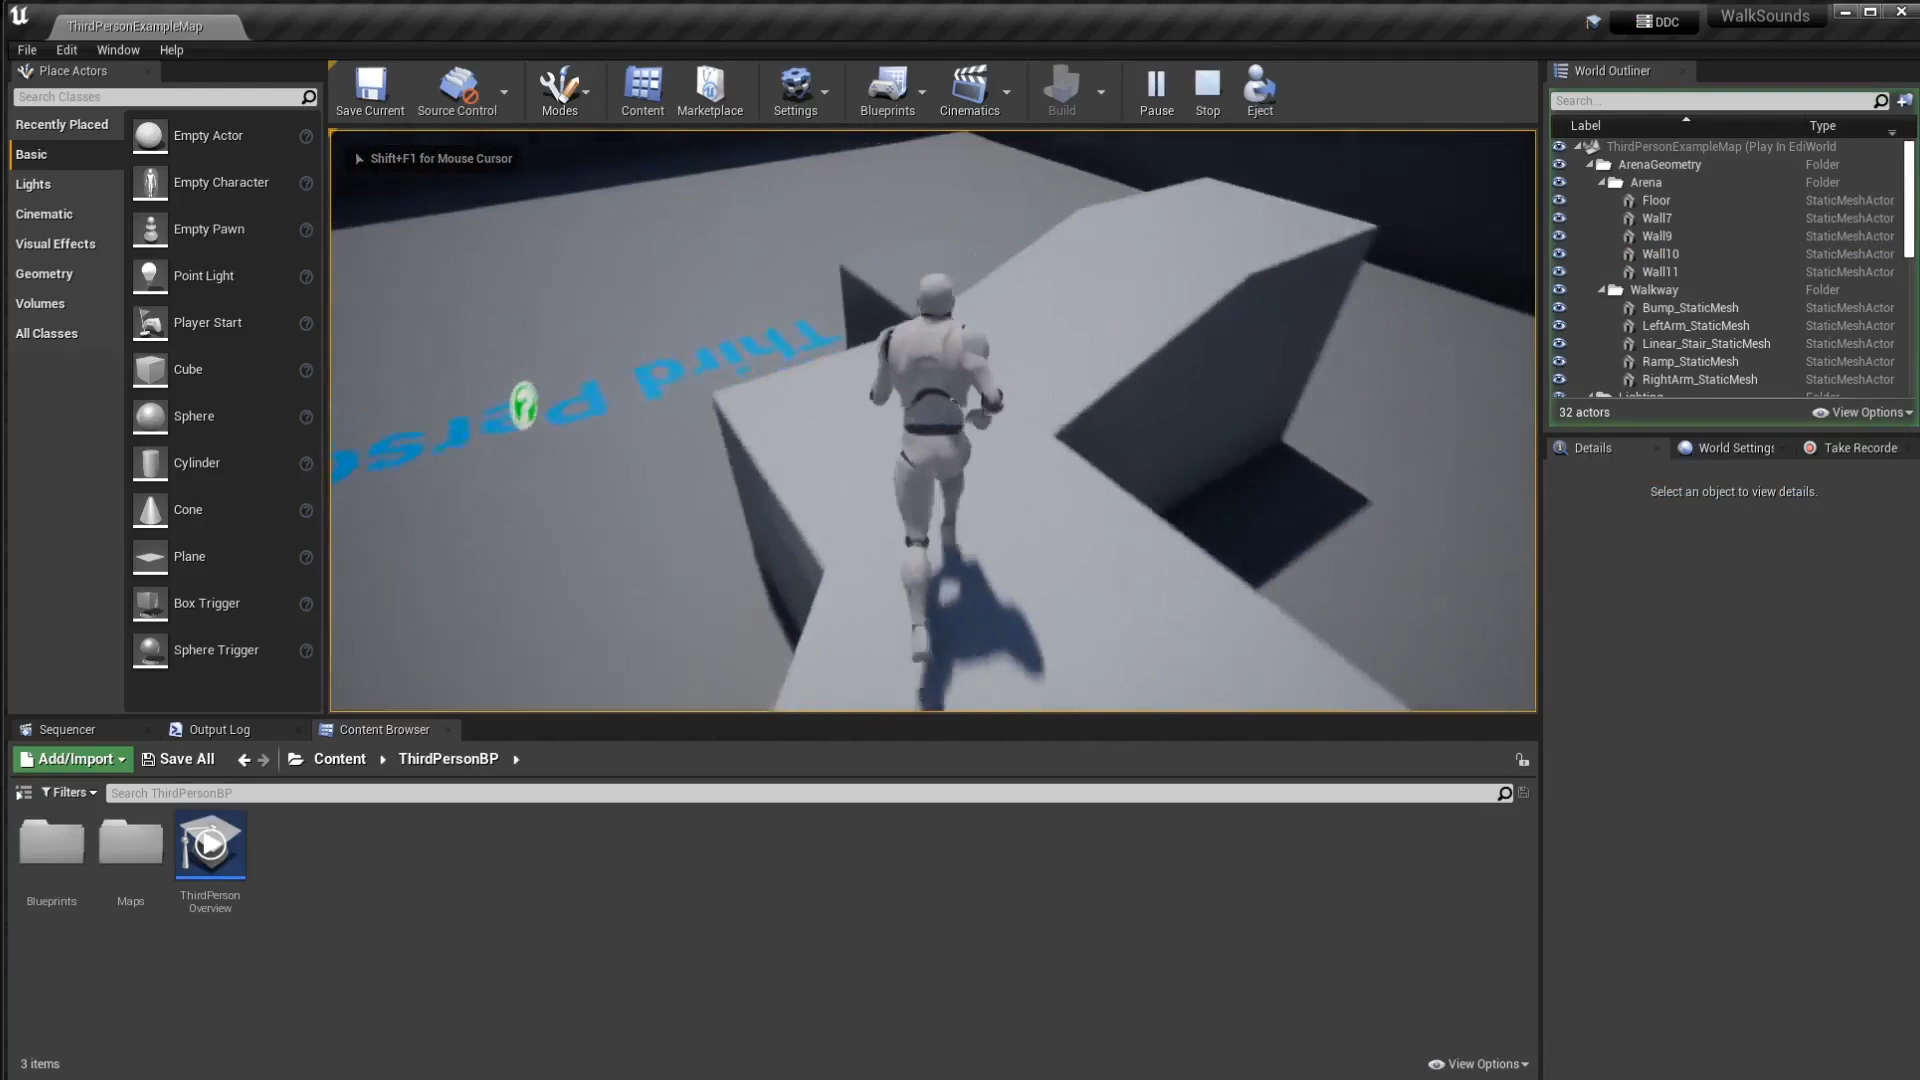 ThirdPersonExampleMap
DDC
WalkSounds
File
Edit
Window
Help
Place Actors
Search Classes
Recently Placed
Basic
Lights
Cinematic
Visual Effects
Geometry
Volumes
All Classes
Empty Actor
Empty Character
Empty Pawn
Point Light
Player Start
Cube
Sphere
Cylinder
Cone
Plane
Box Trigger
Sphere Trigger
Save Current
Source Control
Modes
Content
Marketplace
Settings
Blueprints
Cinematics
Build
Pause
Stop
Eject
Shift+F1 for Mouse Cursor
Third Perso
World Outliner
Search...
Label
Type
ThirdPersonExampleMap (Play In Edi
World
ArenaGeometry
Folder
Arena
Folder
Floor
StaticMeshActor
Wall7
StaticMeshActor
Wall9
StaticMeshActor
Wall10
StaticMeshActor
Wall11
StaticMeshActor
Walkway
Folder
Bump_StaticMesh
StaticMeshActor
LeftArm_StaticMesh
StaticMeshActor
Linear_Stair_StaticMesh
StaticMeshActor
Ramp_StaticMesh
StaticMeshActor
RightArm_StaticMesh
StaticMeshActor
32 actors
View Options
Details
World Settings
Take Recorde
Select an object to view details.
Sequencer
Output Log
Content Browser
Add/Import
Save All
Content
ThirdPersonBP
Filters
Search ThirdPersonBP
Blueprints
Maps
ThirdPerson
Overview
3 items
View Options